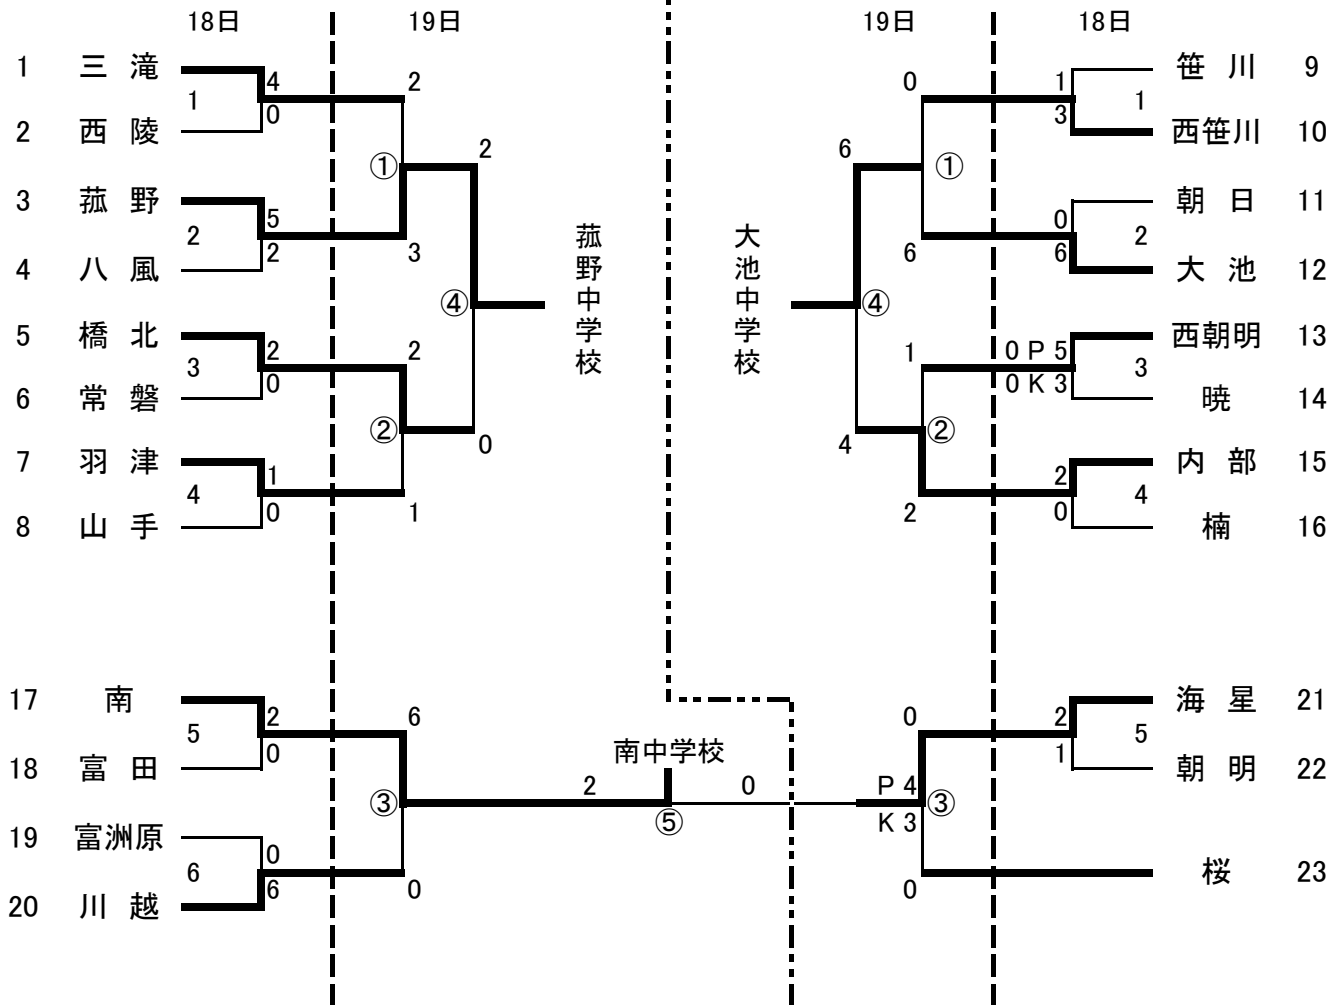 18日 19日 19日 18日
1 三 滝 4 2 0 1 笹 川 9
1 1
2 西 陵 0 3 西笹川 10
2 6
① ①
3 菰 野 5 0 朝 日 11
2 2
4 八 風 2 3 6 6 大 池 12
菰野中学校 大池中学校
④ ④
5 橋 北 2 2 1 0 P 5 西朝明 13
3 3
6 常 磐 0 0 K 3 暁 14
② ②
0 4
7 羽 津 1 2 内 部 15
4 4
8 山 手 0 1 2 0 楠 16
17 南 2 6 0 2 海 星 21
5 5
18 富 田 0 1 朝 明 22
南中学校
2 0 P 4
③ ⑤ ③
K 3
19 富洲原 0
6
20 川 越 6 0 0 桜 23